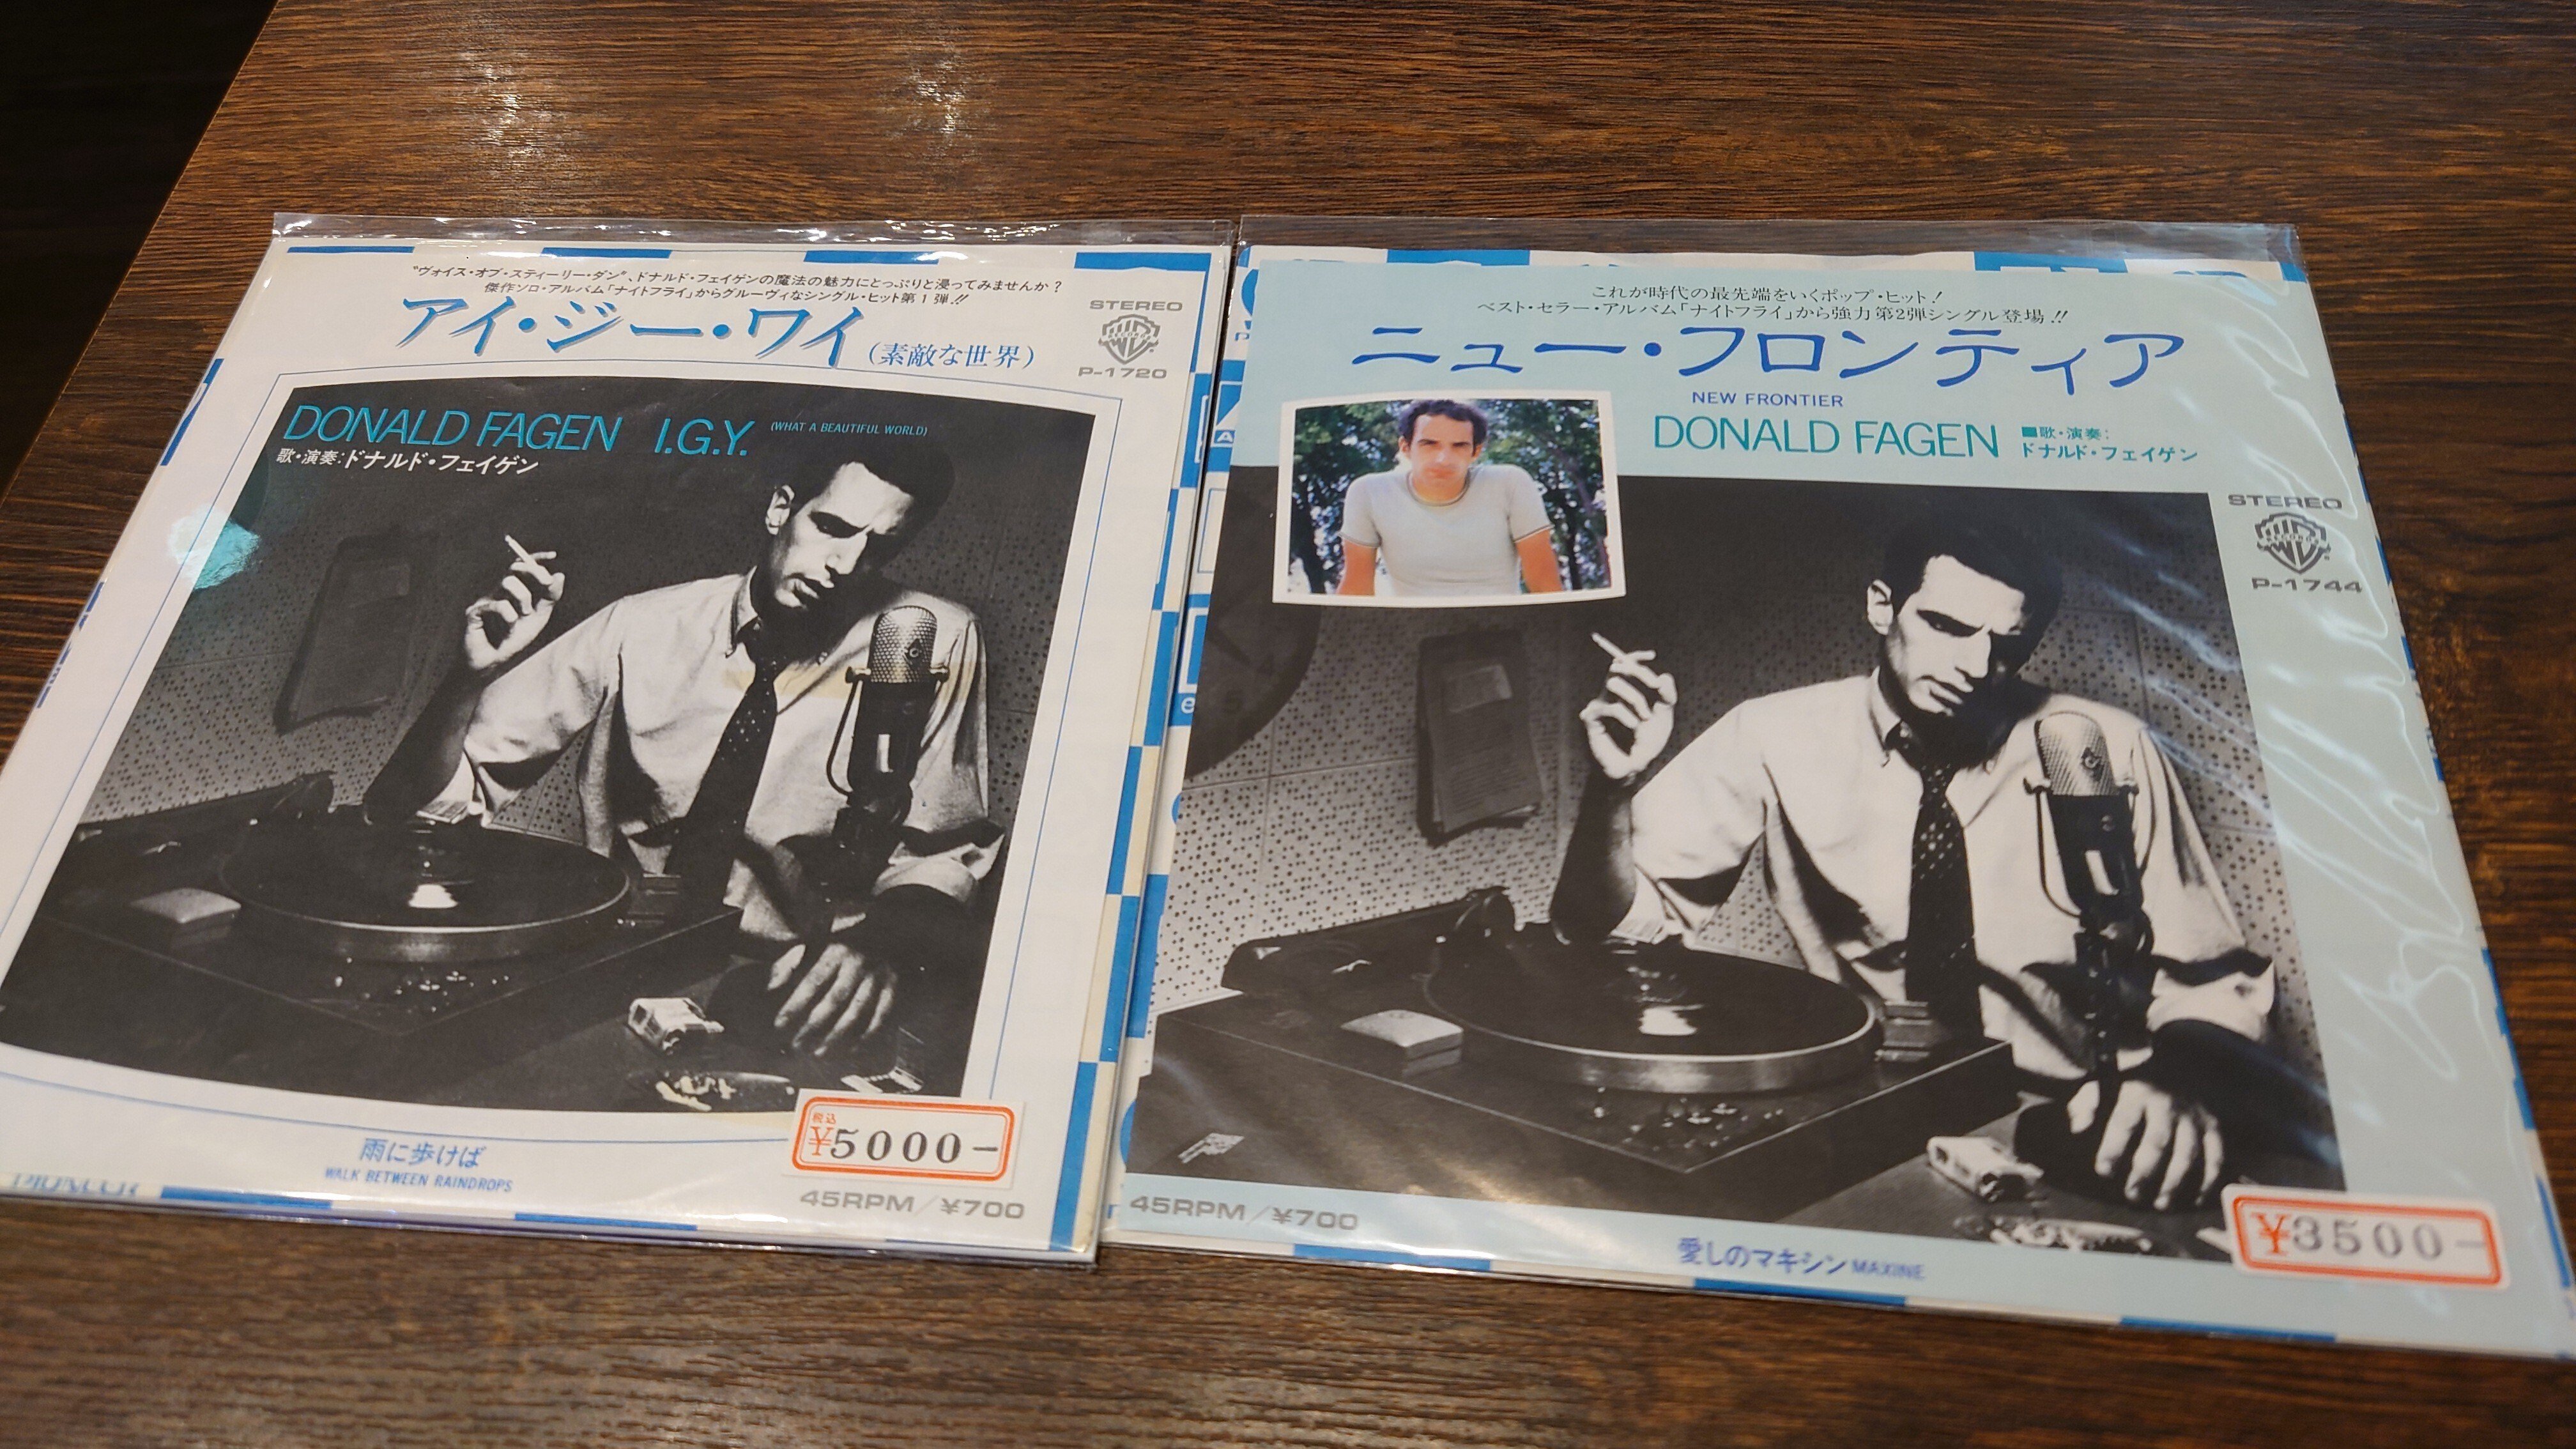 "ヴォイス・オブ・スティーリー・ダン"、ドナルド・フェイゲンの魔法の魅力にとっぷりと浸ってみませんか?
傑作ソロ・アルバム「ナイトフライ」からグルーヴィなシングル・ヒット第1弾!!
アイ・ジー・ワイ
(素敵な世界)
STEREO
RECORDS
P-1720
DONALD FAGEN I.G.Y. (WHAT A BEAUTIFUL WORLD)
歌・演奏:ドナルド・フェイゲン
税込
¥5000-
雨に歩けば
WALK BETWEEN RAINDROPS
45RPM/¥700
PIONEER
これが時代の最先端をいくポップ・ヒット!
ベスト・セラー・アルバム「ナイトフライ」から強力第2弾シングル登場!!
ニュー・フロンティア
NEW FRONTIER
DONALD FAGEN
■歌・演奏:
ドナルド・フェイゲン
STEREO
RECORDS
P-1744
45RPM/¥700
愛しのマキシン MAXINE
¥3500-